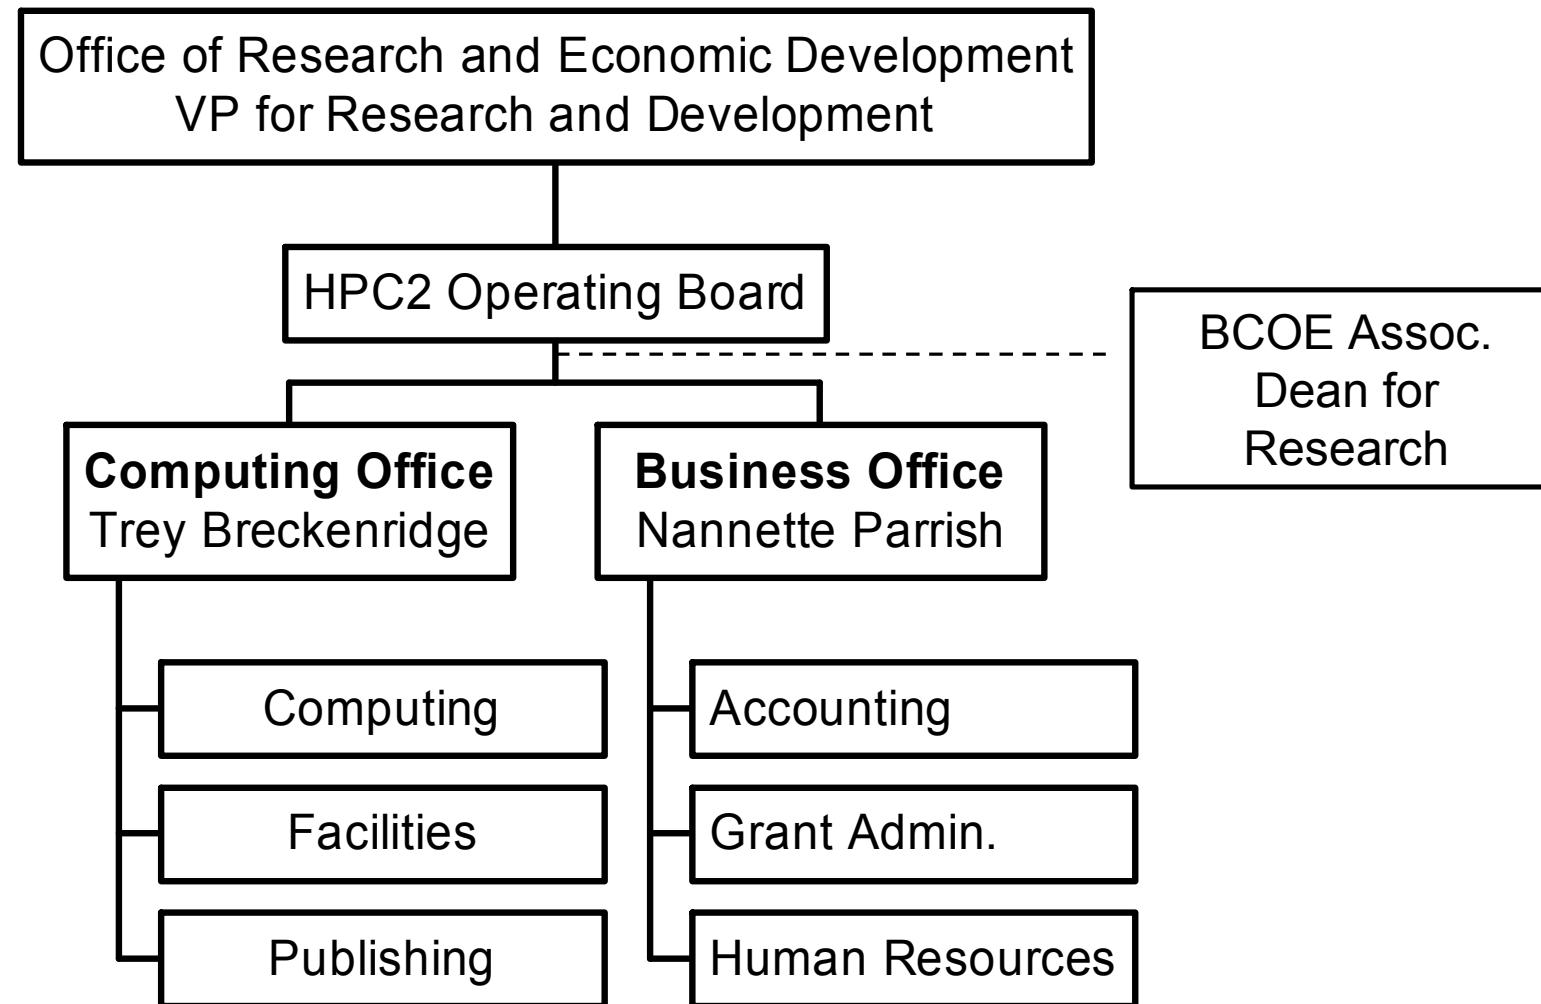 Office of Research and Economic Development
VP for Research and Development
HPC2 Operating Board
BCOE Assoc.
Dean for
Research
Computing Office
Trey Breckenridge
Business Office
Nannette Parrish
Computing
Accounting
Facilities
Grant Admin.
Publishing
Human Resources